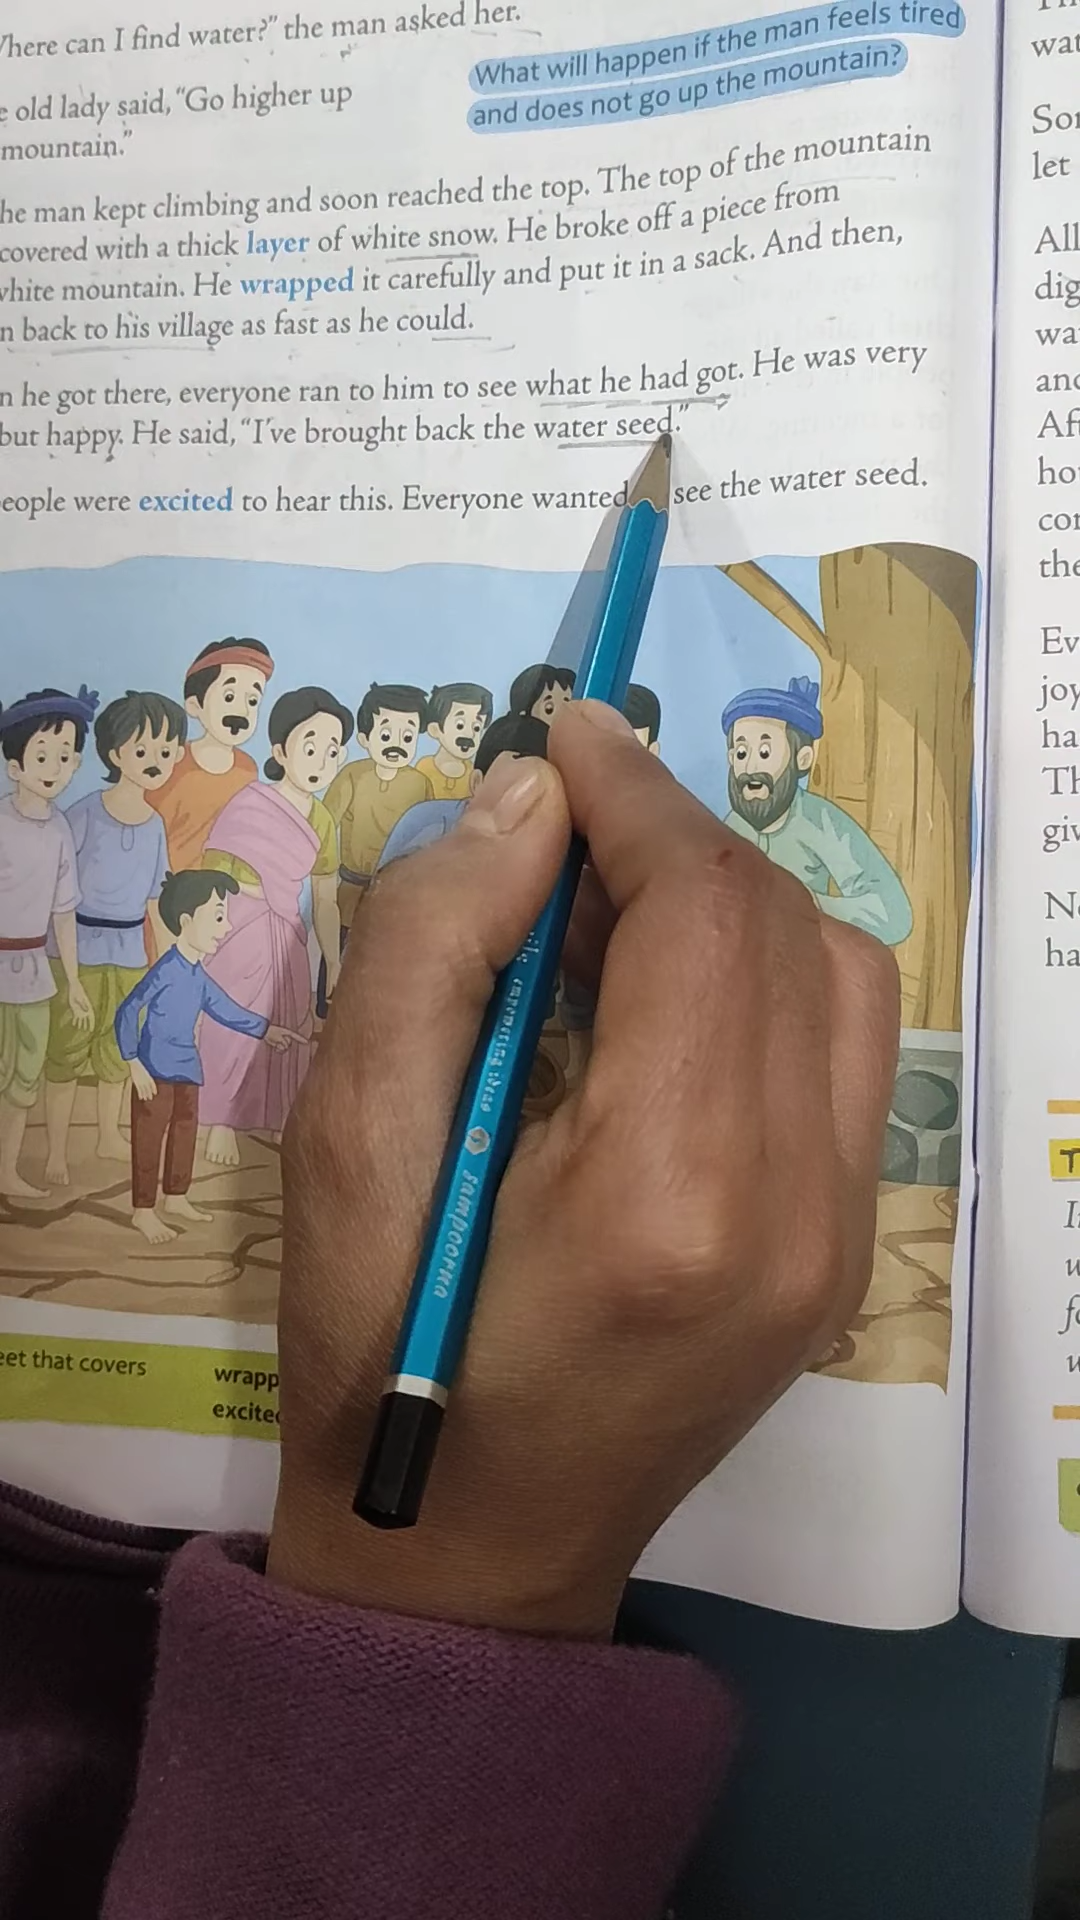 here can I find water?" the man asked her.
What will happen if the man feels tired
and does not go up the mountain?
old lady said, "Go higher up
mountain."
he man kept climbing and soon reached the top. The top of the mountain
covered with a thick layer of white snow. He broke off a piece from
white mountain. He wrapped it carefully and put it in a sack. And then,
n back to his village as fast as he could.
n he got there, everyone ran to him to see what he had got. He was very
but happy. He said, "I've brought back the water seed."
eople were excited to hear this. Everyone wanted see the water seed.
eet that covers
wrapp
excited
sampoorna
wat
Sor
let
All
dig
wa
and
Aft
ho
con
the
Ev
joy
ha
Th
giv
ha